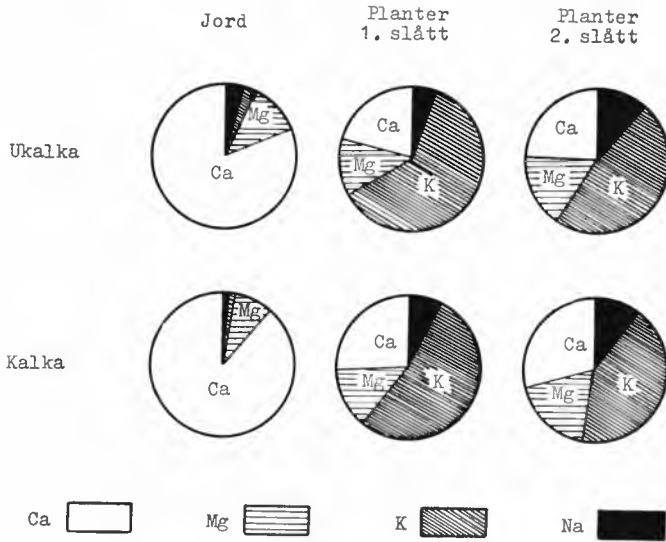 Jord Planter Planter
1. slått 2. slått
Ukalka
Mg Ca Ca
Ca Mg K Mg K
Kalka
Mg Ca Ca
Ca Mg K Mg K
Ca Mg K Na